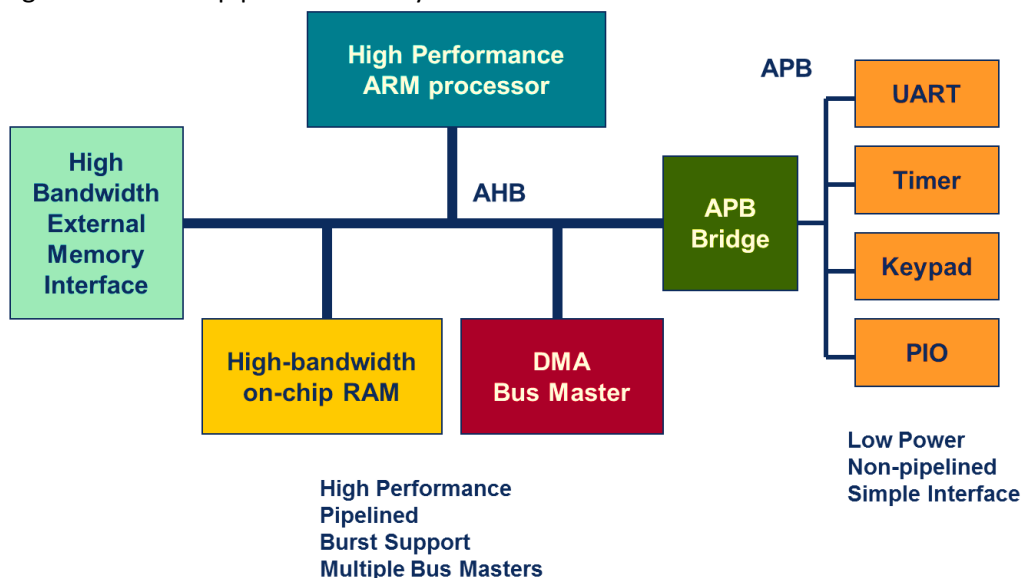 High Performance
ARM processor
APB
UART
High
Bandwidth
External
Memory
Interface
AHB
APB
Bridge
Timer
Keypad
High-bandwidth
on-chip RAM
DMA
Bus Master
PIO
Low Power
Non-pipelined
Simple Interface
High Performance
Pipelined
Burst Support
Multiple Bus Masters